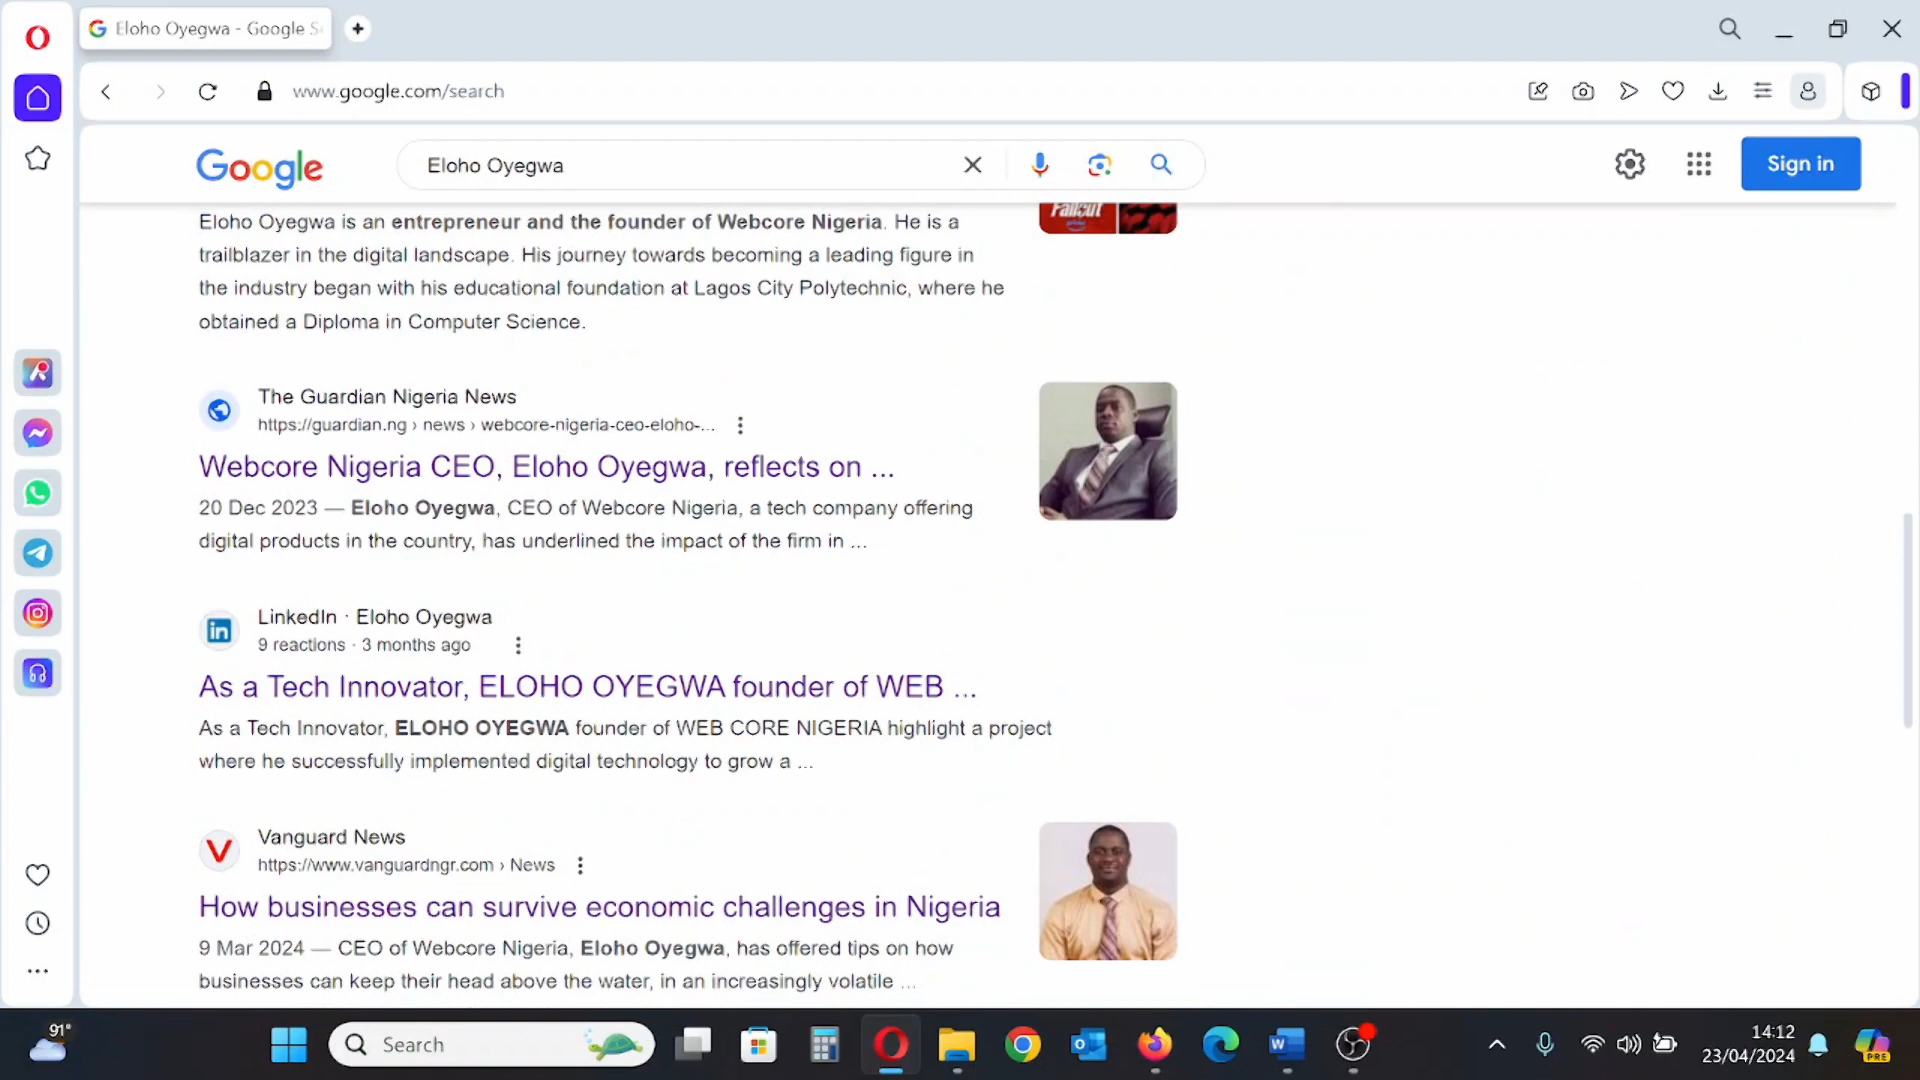 Eloho Oyegwa - Google S
www.google.com/search
Google
Eloho Oyegwa
Sign in
Eloho Oyegwa is an entrepreneur and the founder of Webcore Nigeria. He is a
trailblazer in the digital landscape. His journey towards becoming a leading figure in
the industry began with his educational foundation at Lagos City Polytechnic, where he
obtained a Diploma in Computer Science.
Fallout
The Guardian Nigeria News
https://guardian.ng › news › webcore-nigeria-ceo-eloho-...
Webcore Nigeria CEO, Eloho Oyegwa, reflects on ...
20 Dec 2023 — Eloho Oyegwa, CEO of Webcore Nigeria, a tech company offering
digital products in the country, has underlined the impact of the firm in ...
LinkedIn · Eloho Oyegwa
9 reactions · 3 months ago
As a Tech Innovator, ELOHO OYEGWA founder of WEB ...
As a Tech Innovator, ELOHO OYEGWA founder of WEB CORE NIGERIA highlight a project
where he successfully implemented digital technology to grow a ...
Vanguard News
https://www.vanguardngr.com › News
How businesses can survive economic challenges in Nigeria
9 Mar 2024 — CEO of Webcore Nigeria, Eloho Oyegwa, has offered tips on how
businesses can keep their head above the water, in an increasingly volatile ...
91°
Search
14:12
23/04/2024
PRE